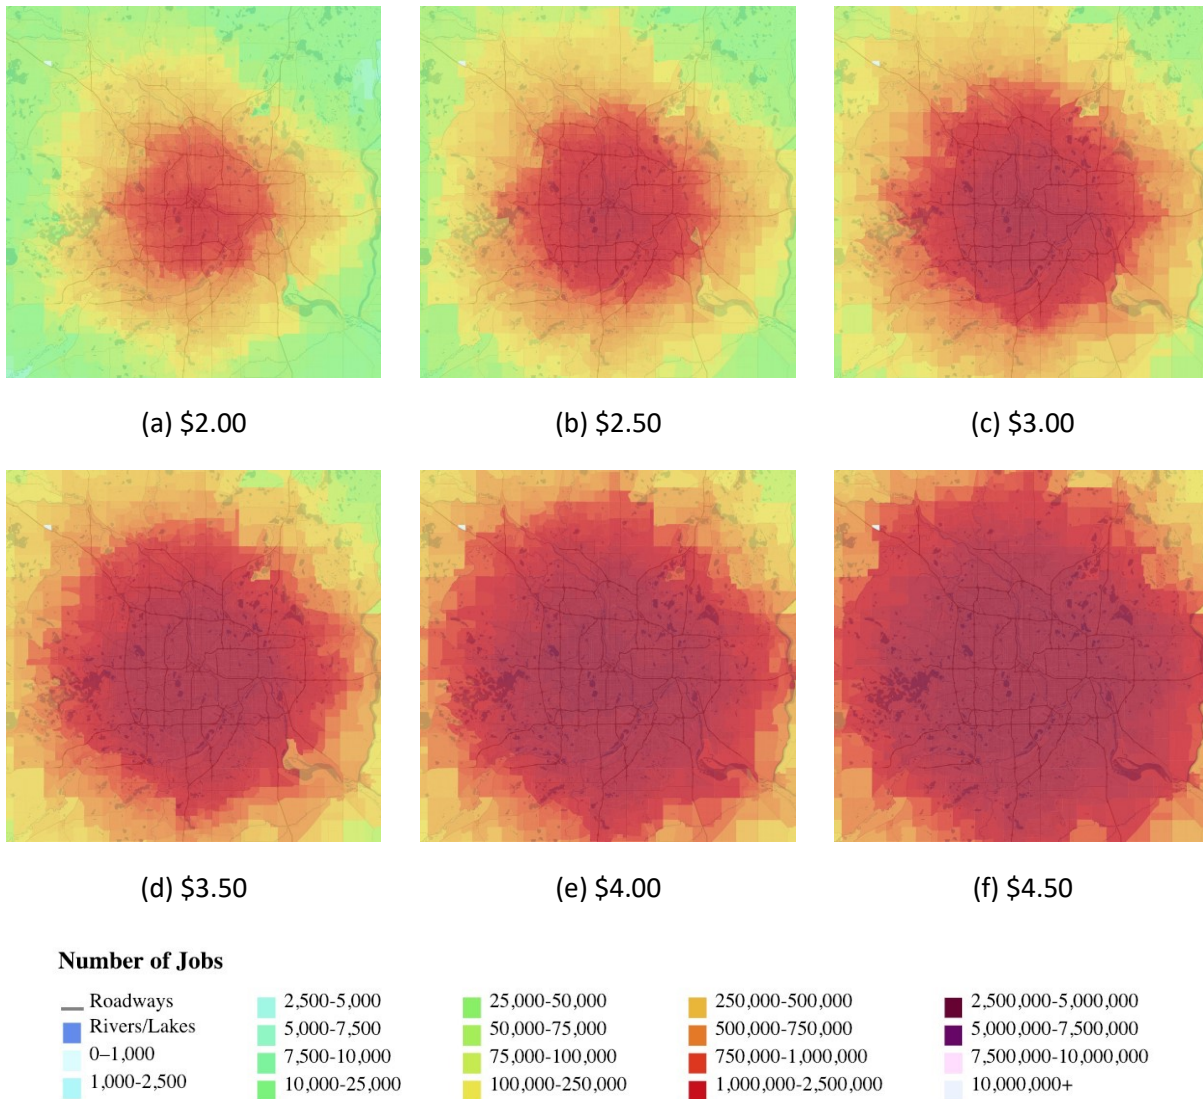 (a) $2.00
(b) $2.50
(c) $3.00
(d) $3.50
(e) $4.00
(f) $4.50
Number of Jobs
Roadways
Rivers/Lakes
0–1,000
1,000-2,500
2,500-5,000
5,000-7,500
7,500-10,000
10,000-25,000
25,000-50,000
50,000-75,000
75,000-100,000
100,000-250,000
250,000-500,000
500,000-750,000
750,000-1,000,000
1,000,000-2,500,000
2,500,000-5,000,000
5,000,000-7,500,000
7,500,000-10,000,000
10,000,000+